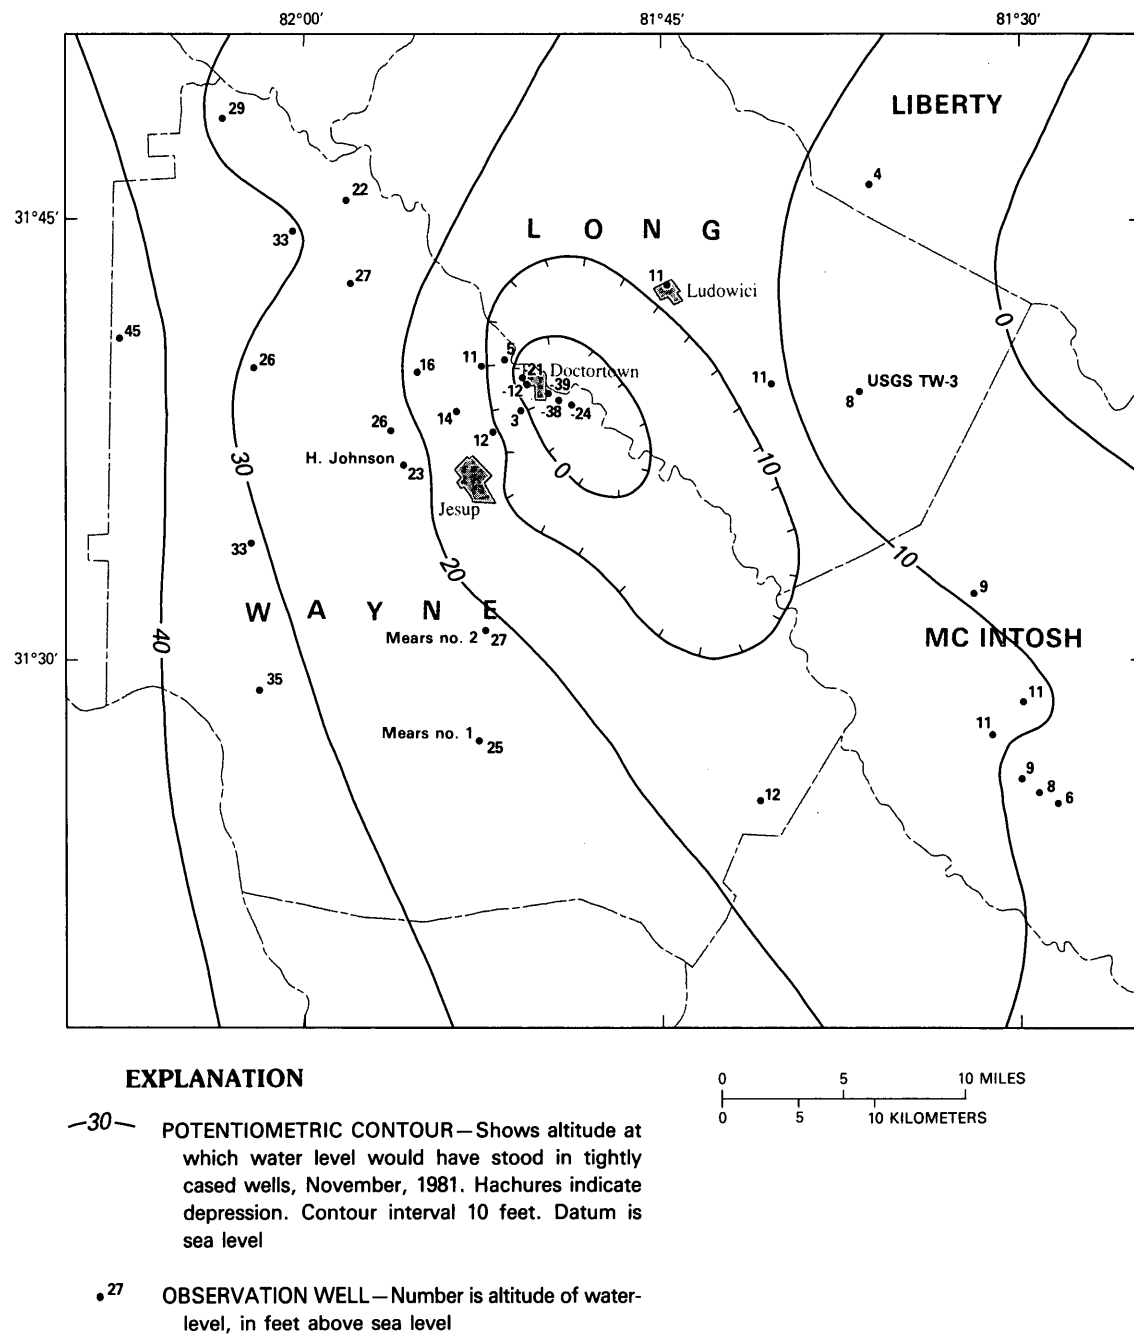 82°00′ 81°45′ 81°30′
LIBERTY
29
4
22
31°45′
LONG
33
11
27
Ludowici
0
45
5
11
26
16
21 Doctortown
-12 -39
11
USGS TW-3
8
14
3 -38 -24
26
12
H. Johnson
23
30
0
10
Jesup
33
10
20
9
WAYNE
40
Mears no. 2
27
MC INTOSH
31°30′
35
11
Mears no. 1
25
11
9
8
6
12
EXPLANATION
0 5 10 MILES
0 5 10 KILOMETERS
—30—
POTENTIOMETRIC CONTOUR—Shows altitude at
which water level would have stood in tightly
cased wells, November, 1981. Hachures indicate
depression. Contour interval 10 feet. Datum is
sea level
27
OBSERVATION WELL—Number is altitude of water-
level, in feet above sea level